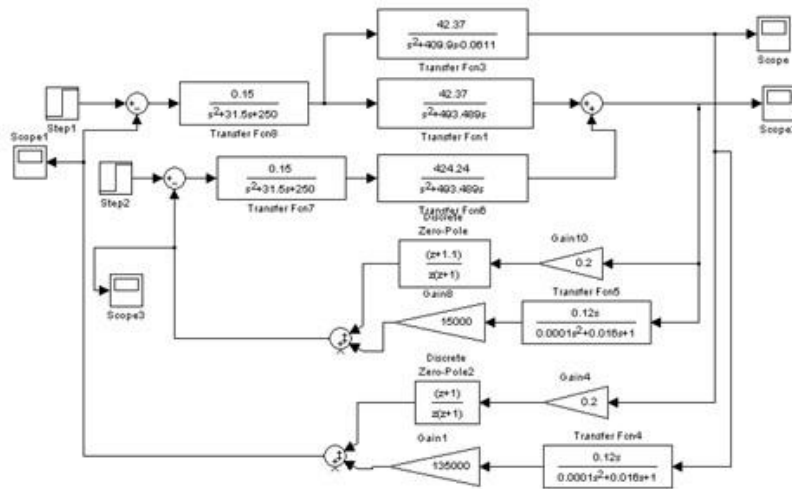 42.37
s²+409.9s-0.0611
Transfer Fcn3
Scope
0.15
s²+31.5s+250
Transfer Fcn8
42.37
s²+493.489s
Transfer Fcn1
Step1
Scope1
Scope2
0.15
s²+31.5s+250
Transfer Fcn7
424.24
s²+493.489s
Transfer Fcn6
Step2
Discrete
Zero-Pole
(z+1.1)
z(z+1)
Gain10
0.2
Scope3
Gain8
15000
Transfer Fcn5
0.12s
0.0001s²+0.016s+1
Discrete
Zero-Pole2
(z+1)
z(z+1)
Gain4
0.2
Gain1
135000
Transfer Fcn4
0.12s
0.0001s²+0.016s+1